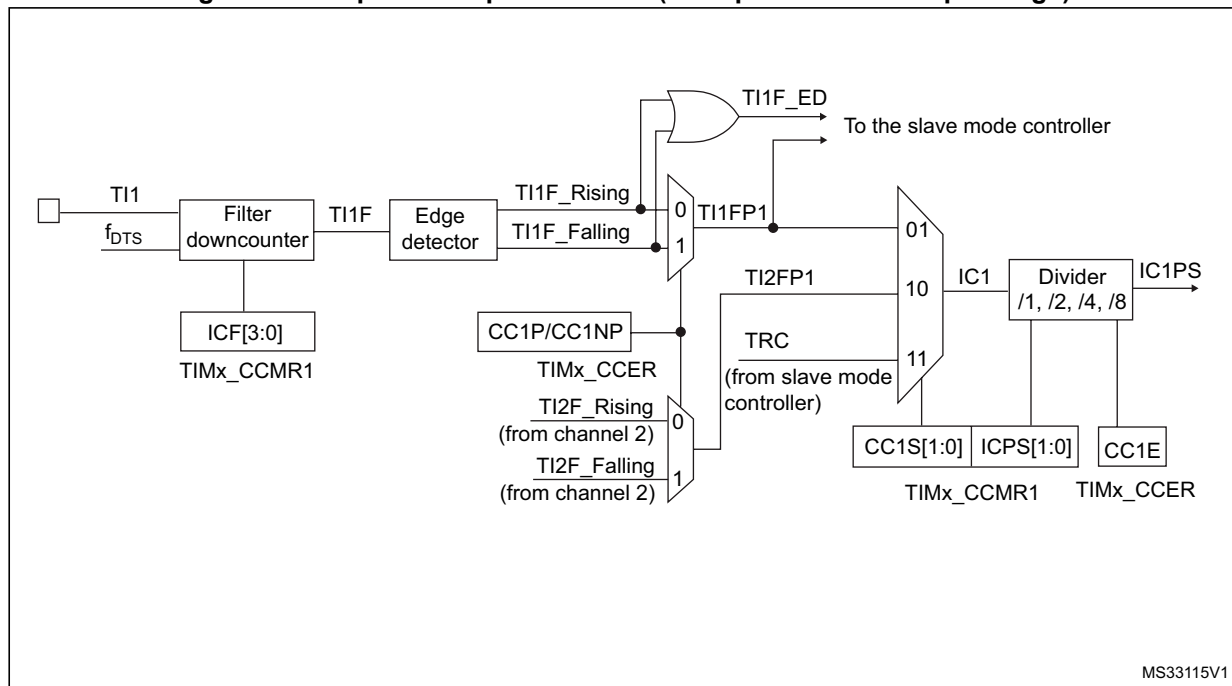 TI1F_ED
To the slave mode controller
TI1
f_DTS
Filter
downcounter
TI1F
Edge
detector
TI1F_Rising
TI1F_Falling
0
1
TI1FP1
01
TI2FP1
10
IC1
Divider
/1, /2, /4, /8
IC1PS
ICF[3:0]
TIMx_CCMR1
CC1P/CC1NP
TIMx_CCER
TRC
11
(from slave mode
controller)
TI2F_Rising
(from channel 2)
0
TI2F_Falling
(from channel 2)
1
CC1S[1:0]
ICPS[1:0]
CC1E
TIMx_CCMR1
TIMx_CCER
MS33115V1